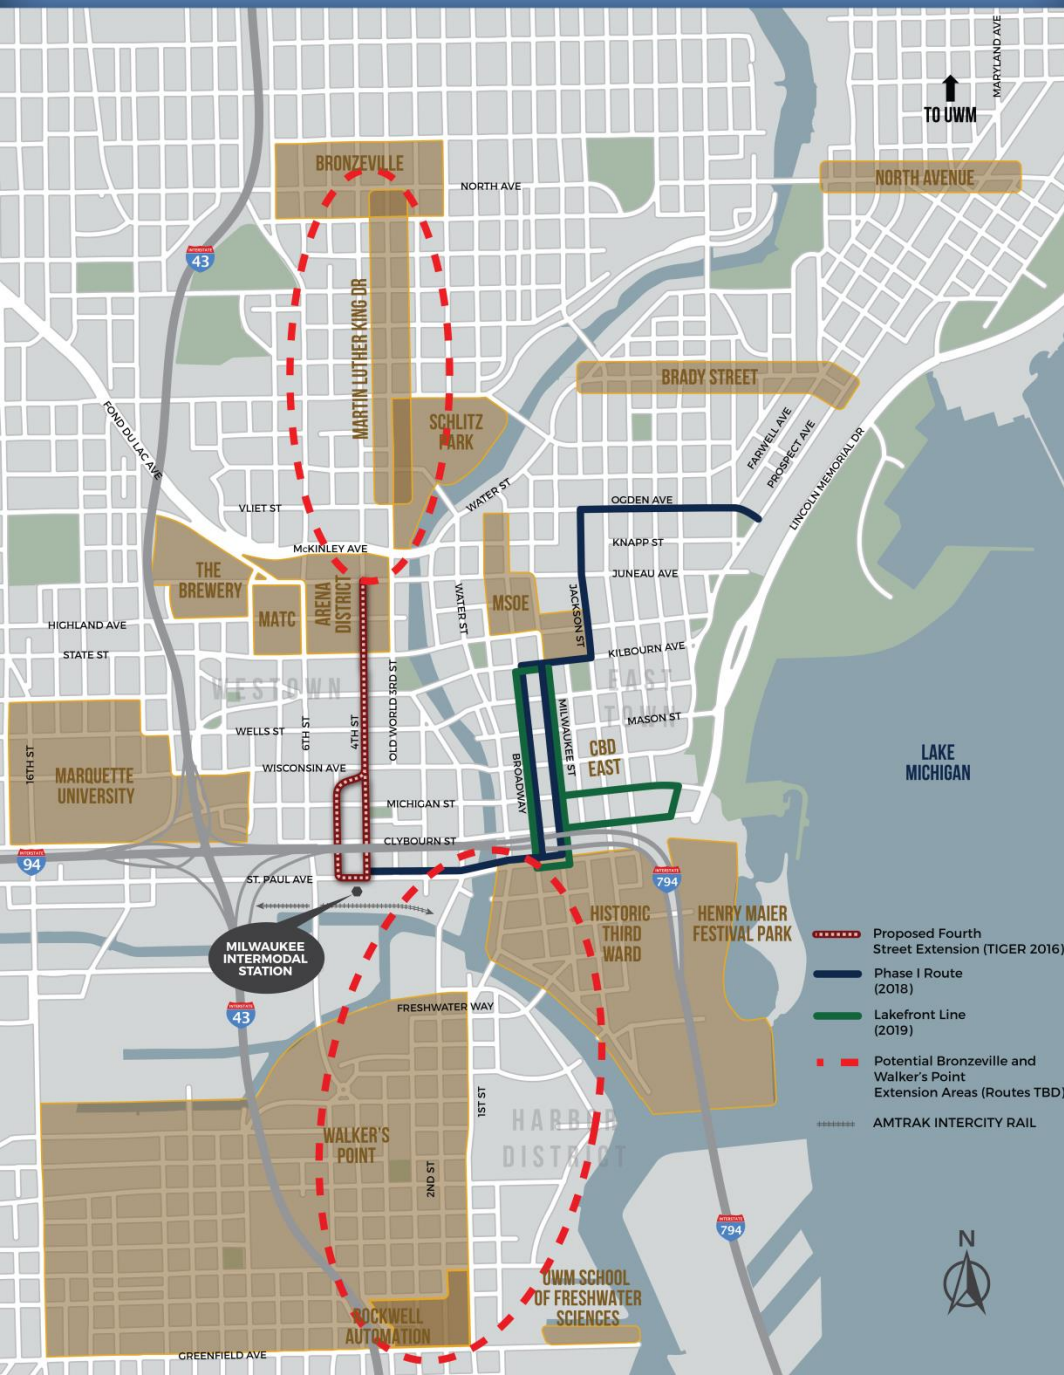 MARYLAND AVE
TO UWM
BRONZEVILLE
NORTH AVE
NORTH AVENUE
INTERSTATE
43
MARTIN LUTHER KING DR
BRADY STREET
SCHLITZ
PARK
FOND DU LAC AVE
FARWELL AVE
PROSPECT AVE
LINCOLN MEMORIAL DR
WATER ST
OGDEN AVE
VLIET ST
KNAPP ST
McKINLEY AVE
JUNEAU AVE
THE
BREWERY
MATC
ARENA
DISTRICT
WATER ST
MSOE
JACKSON ST
HIGHLAND AVE
STATE ST
KILBOURN AVE
WESTOWN
EAST
TOWN
OLD WORLD 3RD ST
WELLS ST
6TH ST
4TH ST
MILWAUKEE ST
MASON ST
CBD
EAST
BROADWAY
LAKE
MICHIGAN
16TH ST
MARQUETTE
UNIVERSITY
WISCONSIN AVE
MICHIGAN ST
CLYBOURN ST
INTERSTATE
94
ST. PAUL AVE
INTERSTATE
794
MILWAUKEE
INTERMODAL
STATION
HISTORIC
THIRD
WARD
HENRY MAIER
FESTIVAL PARK
Proposed Fourth
Street Extension (TIGER 2016)
Phase I Route
(2018)
Lakefront Line
(2019)
Potential Bronzeville and
Walker's Point
Extension Areas (Routes TBD)
AMTRAK INTERCITY RAIL
INTERSTATE
43
FRESHWATER WAY
1ST ST
HARBOR
DISTRICT
WALKER'S
POINT
2ND ST
INTERSTATE
794
N
UWM SCHOOL
OF FRESHWATER
SCIENCES
ROCKWELL
AUTOMATION
GREENFIELD AVE